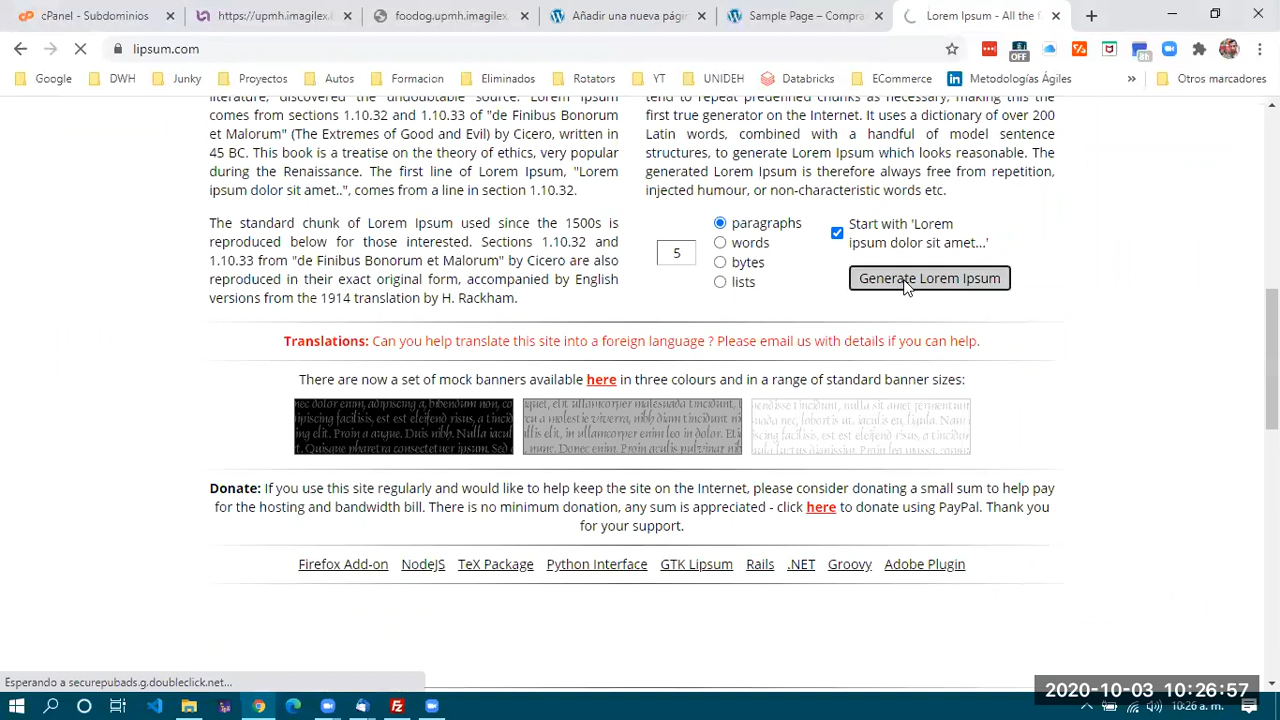 cPanel - Subdominios
https://upmh.imagilex
foodog.upmh.imagilex
Añadir una nueva págin
Sample Page – Compra
Lorem Ipsum - All the f
lipsum.com
OFF
8h
Google
DWH
Junky
Proyectos
Autos
Formacion
Eliminados
Rotators
YT
UNIDEH
Databricks
ECommerce
Metodologías Ágiles
»
Otros marcadores
literature, discovered the undoubtable source. Lorem Ipsum
comes from sections 1.10.32 and 1.10.33 of "de Finibus Bonorum
et Malorum" (The Extremes of Good and Evil) by Cicero, written in
45 BC. This book is a treatise on the theory of ethics, very popular
during the Renaissance. The first line of Lorem Ipsum, "Lorem
ipsum dolor sit amet..", comes from a line in section 1.10.32.
The standard chunk of Lorem Ipsum used since the 1500s is
reproduced below for those interested. Sections 1.10.32 and
1.10.33 from "de Finibus Bonorum et Malorum" by Cicero are also
reproduced in their exact original form, accompanied by English
versions from the 1914 translation by H. Rackham.
tend to repeat predefined chunks as necessary, making this the
first true generator on the Internet. It uses a dictionary of over 200
Latin words, combined with a handful of model sentence
structures, to generate Lorem Ipsum which looks reasonable. The
generated Lorem Ipsum is therefore always free from repetition,
injected humour, or non-characteristic words etc.
5
paragraphs
words
bytes
lists
Start with 'Lorem
ipsum dolor sit amet...'
Generate Lorem Ipsum
Translations: Can you help translate this site into a foreign language ? Please email us with details if you can help.
There are now a set of mock banners available here in three colours and in a range of standard banner sizes:
Donate: If you use this site regularly and would like to help keep the site on the Internet, please consider donating a small sum to help pay
for the hosting and bandwidth bill. There is no minimum donation, any sum is appreciated - click here to donate using PayPal. Thank you
for your support.
Firefox Add-on
NodeJS
TeX Package
Python Interface
GTK Lipsum
Rails
.NET
Groovy
Adobe Plugin
Esperando a securepubads.g.doubleclick.net...
2020-10-03 10:26:57
10:26 a. m.